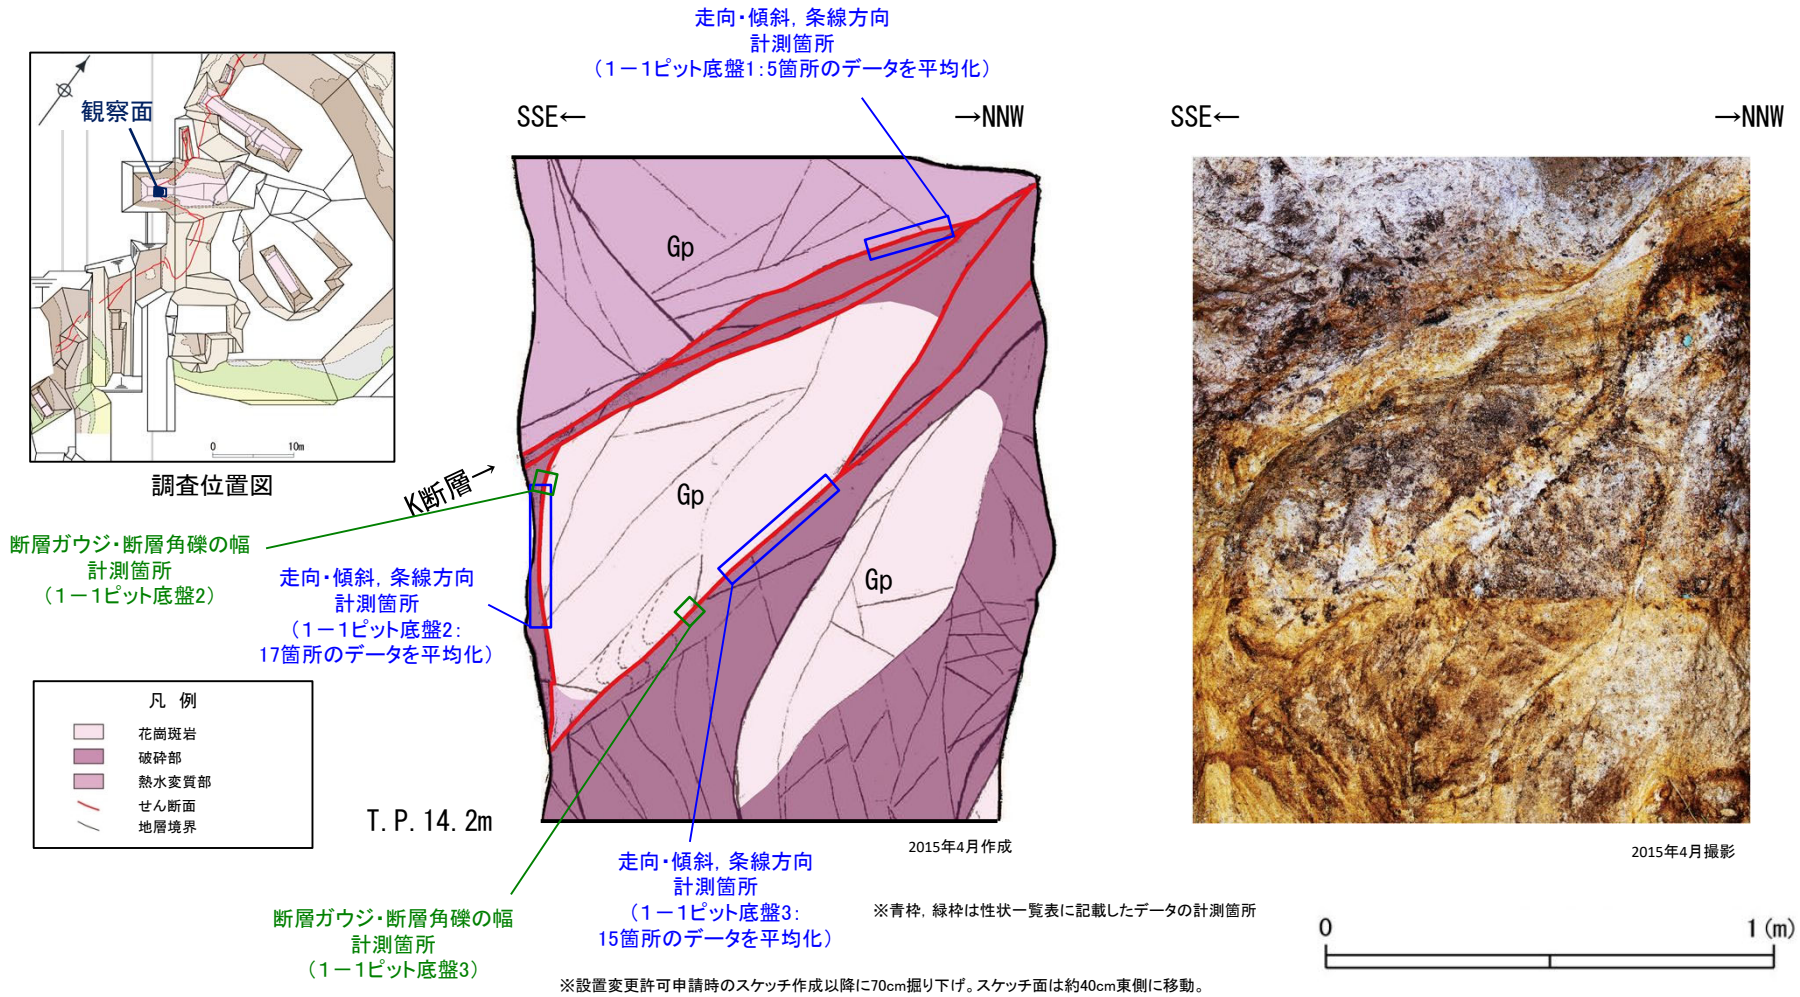 走向・傾斜，条線方向
計測箇所
（１－１ピット底盤1：5箇所のデータを平均化）
観察面
SSE←
→NNW
SSE←
→NNW
Gp
0
10m
調査位置図
K断層→
Gp
断層ガウジ・断層角礫の幅
計測箇所
（１－１ピット底盤2）
走向・傾斜，条線方向
計測箇所
（１－１ピット底盤2：
17箇所のデータを平均化）
Gp
凡 例
花崗斑岩
破砕部
熱水変質部
せん断面
地層境界
T.P.14.2m
2015年4月作成
2015年4月撮影
走向・傾斜，条線方向
計測箇所
（１－１ピット底盤3：
15箇所のデータを平均化）
断層ガウジ・断層角礫の幅
計測箇所
（１－１ピット底盤3）
※青枠，緑枠は性状一覧表に記載したデータの計測箇所
0
1 (m)
※設置変更許可申請時のスケッチ作成以降に70cm掘り下げ。スケッチ面は約40cm東側に移動。